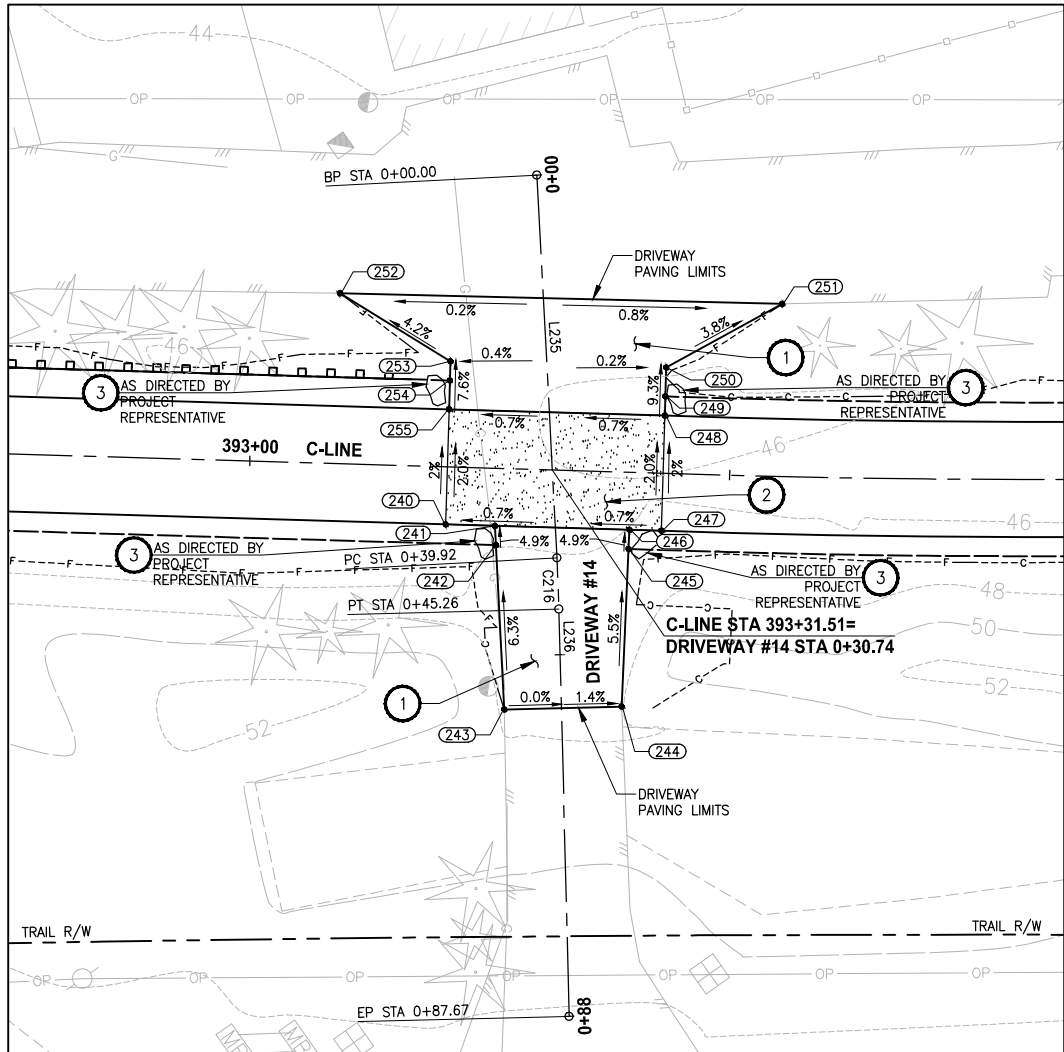 44
OP OP OP OP OP
G
BP STA 0+00.00
0+00
252
DRIVEWAY
PAVING LIMITS
251
0.2%
0.8%
L235
G
4.2%
3.8%
46
F
F
F
F
253
0.4%
0.2%
1
250
7.6%
9.3%
3
AS DIRECTED BY
PROJECT
REPRESENTATIVE
254
255
AS DIRECTED BY
PROJECT
REPRESENTATIVE
3
F
C
C
C
249
248
0.7%
0.7%
393+00
C-LINE
46
2%
2.0%
2.0%
2%
2
240
247
46
0.7%
0.7%
241
246
3
AS DIRECTED BY
PROJECT
REPRESENTATIVE
4.9%
4.9%
PC STA 0+39.92
242
245
AS DIRECTED BY
PROJECT
REPRESENTATIVE
3
F
F
F
F
F
F
C
48
PT STA 0+45.26
C216
DRIVEWAY #14
C-LINE STA 393+31.51=
DRIVEWAY #14 STA 0+30.74
50
6.3%
L236
5.5%
F
C
C
C
C
C
52
52
1
0.0%
1.4%
243
244
DRIVEWAY
PAVING LIMITS
TRAIL R/W
TRAIL R/W
G
OP OP OP OP OP OP
EP STA 0+87.67
0+88
MB
MB